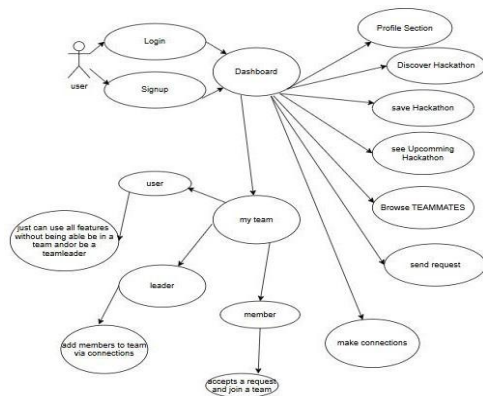 Profile Section
Login
Discover Hackathon
Dashboard
user
Signup
save Hackathon
see Upcomming
Hackathon
user
Browse TEAMMATES
just can use all features
without being able be in a
team andor be a
teamleader
my team
send request
leader
member
add members to team
via connections
make connections
accepts a request
and join a team